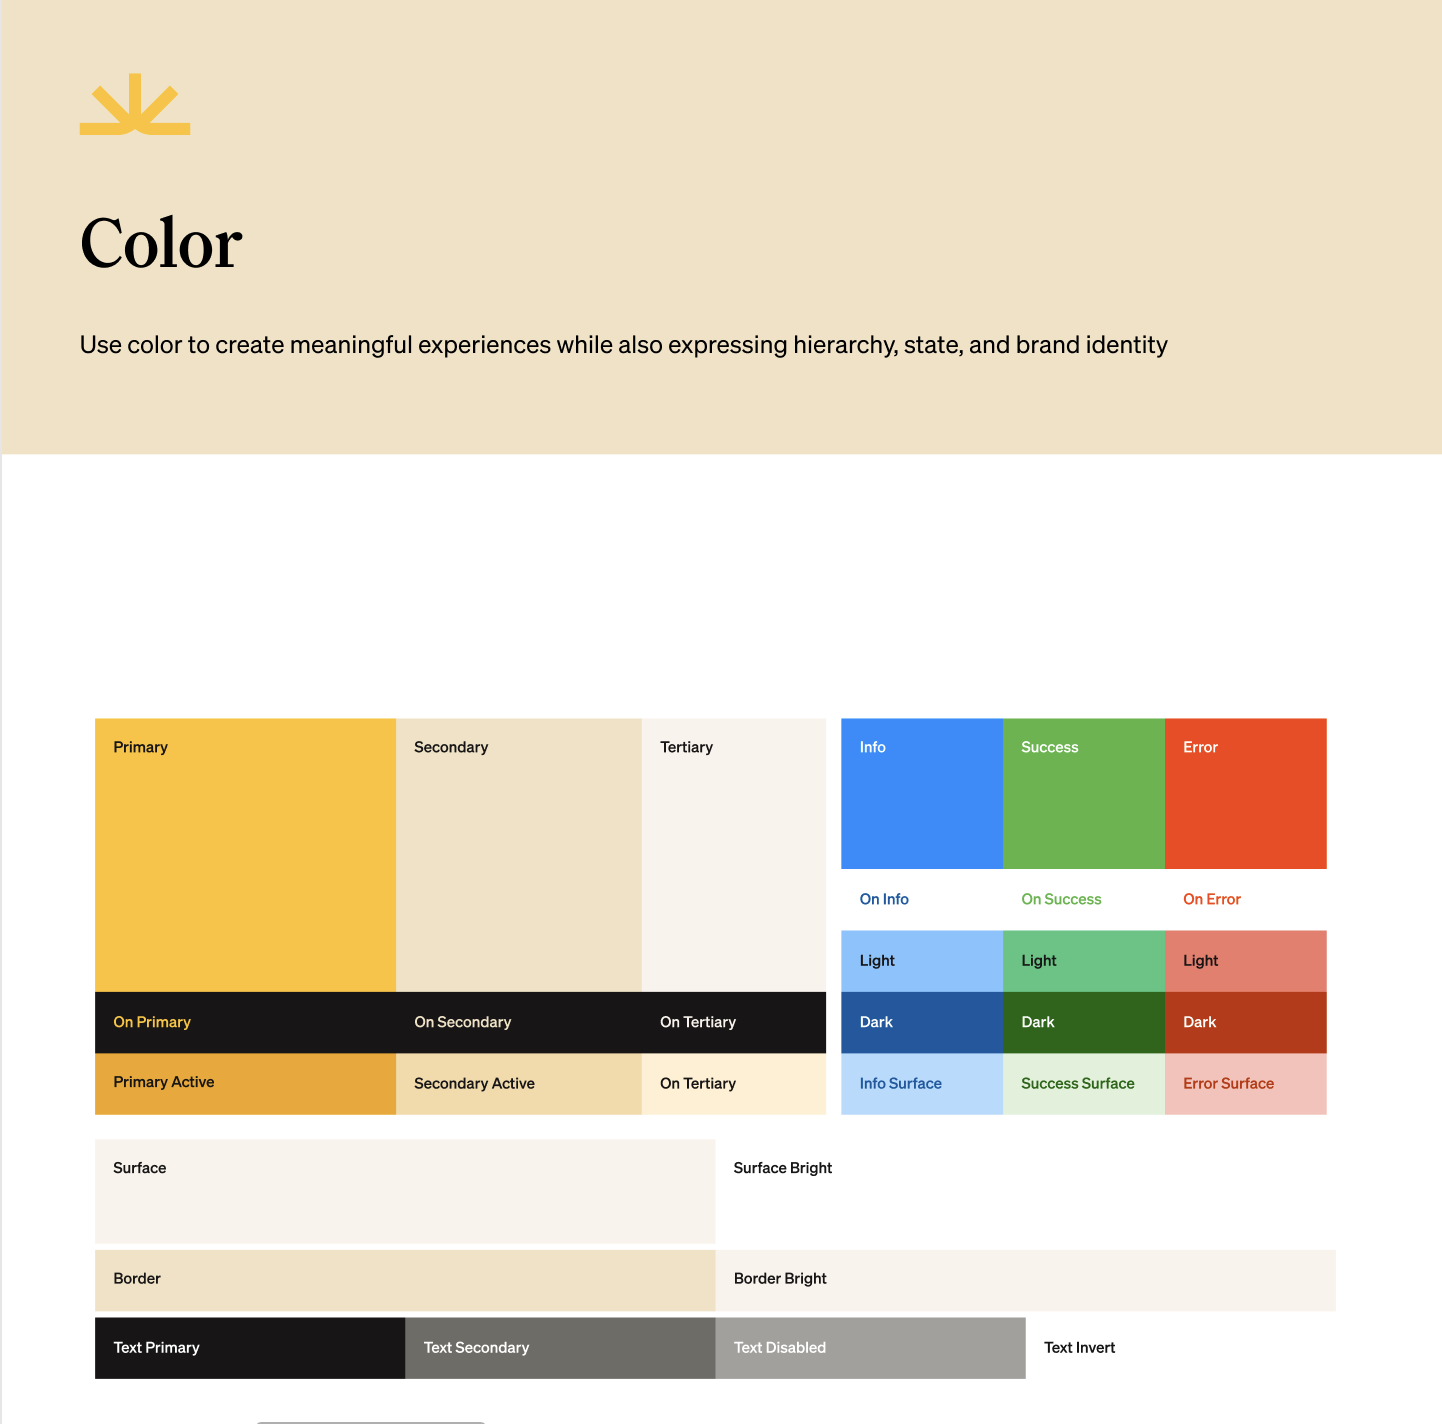 Color
Use color to create meaningful experiences while also expressing hierarchy, state, and brand identity
Primary
Secondary
Tertiary
Info
Success
Error
On Info
On Success
On Error
Light
Light
Light
On Primary
On Secondary
On Tertiary
Dark
Dark
Dark
Primary Active
Secondary Active
On Tertiary
Info Surface
Success Surface
Error Surface
Surface
Surface Bright
Border
Border Bright
Text Primary
Text Secondary
Text Disabled
Text Invert